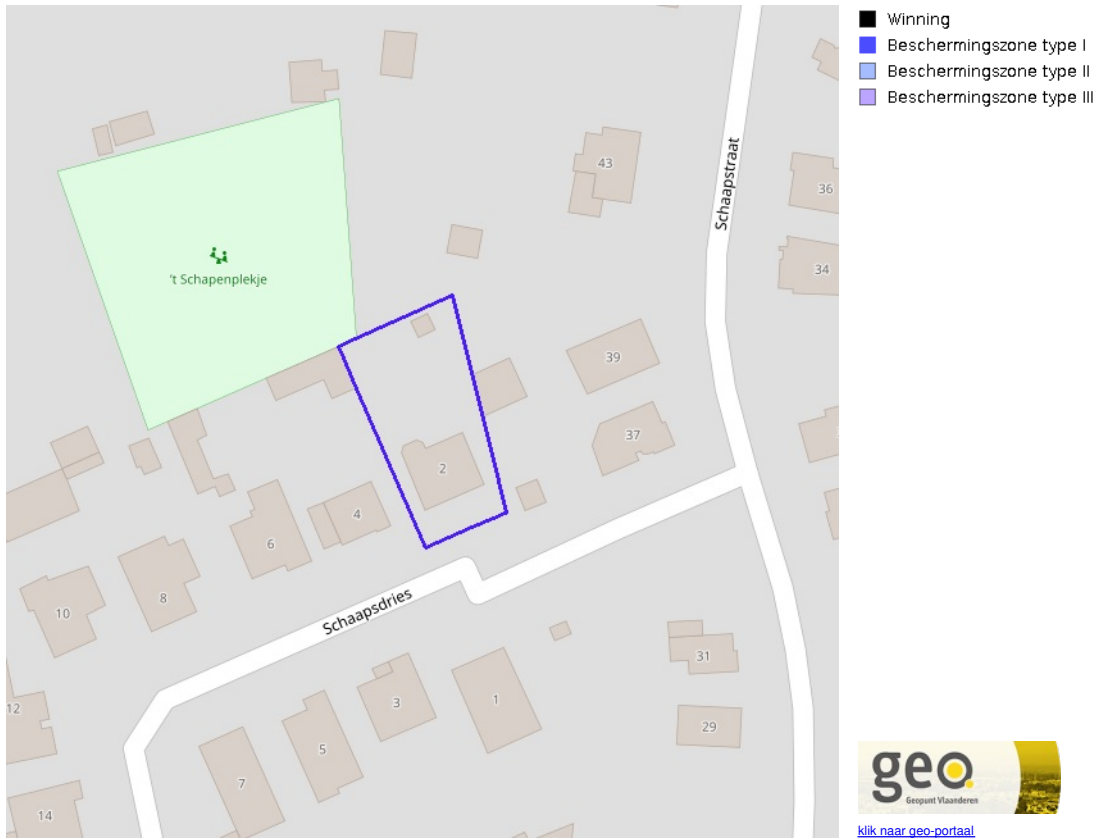 Winning
Beschermingszone type I
Beschermingszone type II
Beschermingszone type III
43
Schaapstraat
36
't Schapenplekje
34
39
37
2
4
6
8
10
Schaapsdries
31
12
3
1
29
5
7
14
geo
Geopunt Vlaanderen
klik naar geo-portaal